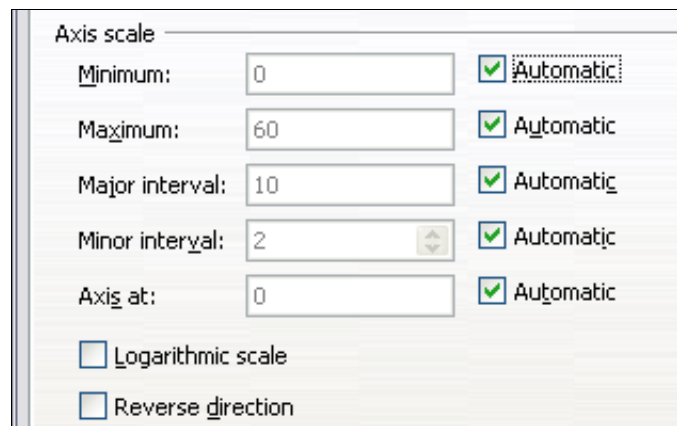 Axis scale
Minimum: 0 Automatic
Maximum: 60 Automatic
Major interval: 10 Automatic
Minor interval: 2 Automatic
Axis at: 0 Automatic
Logarithmic scale
Reverse direction